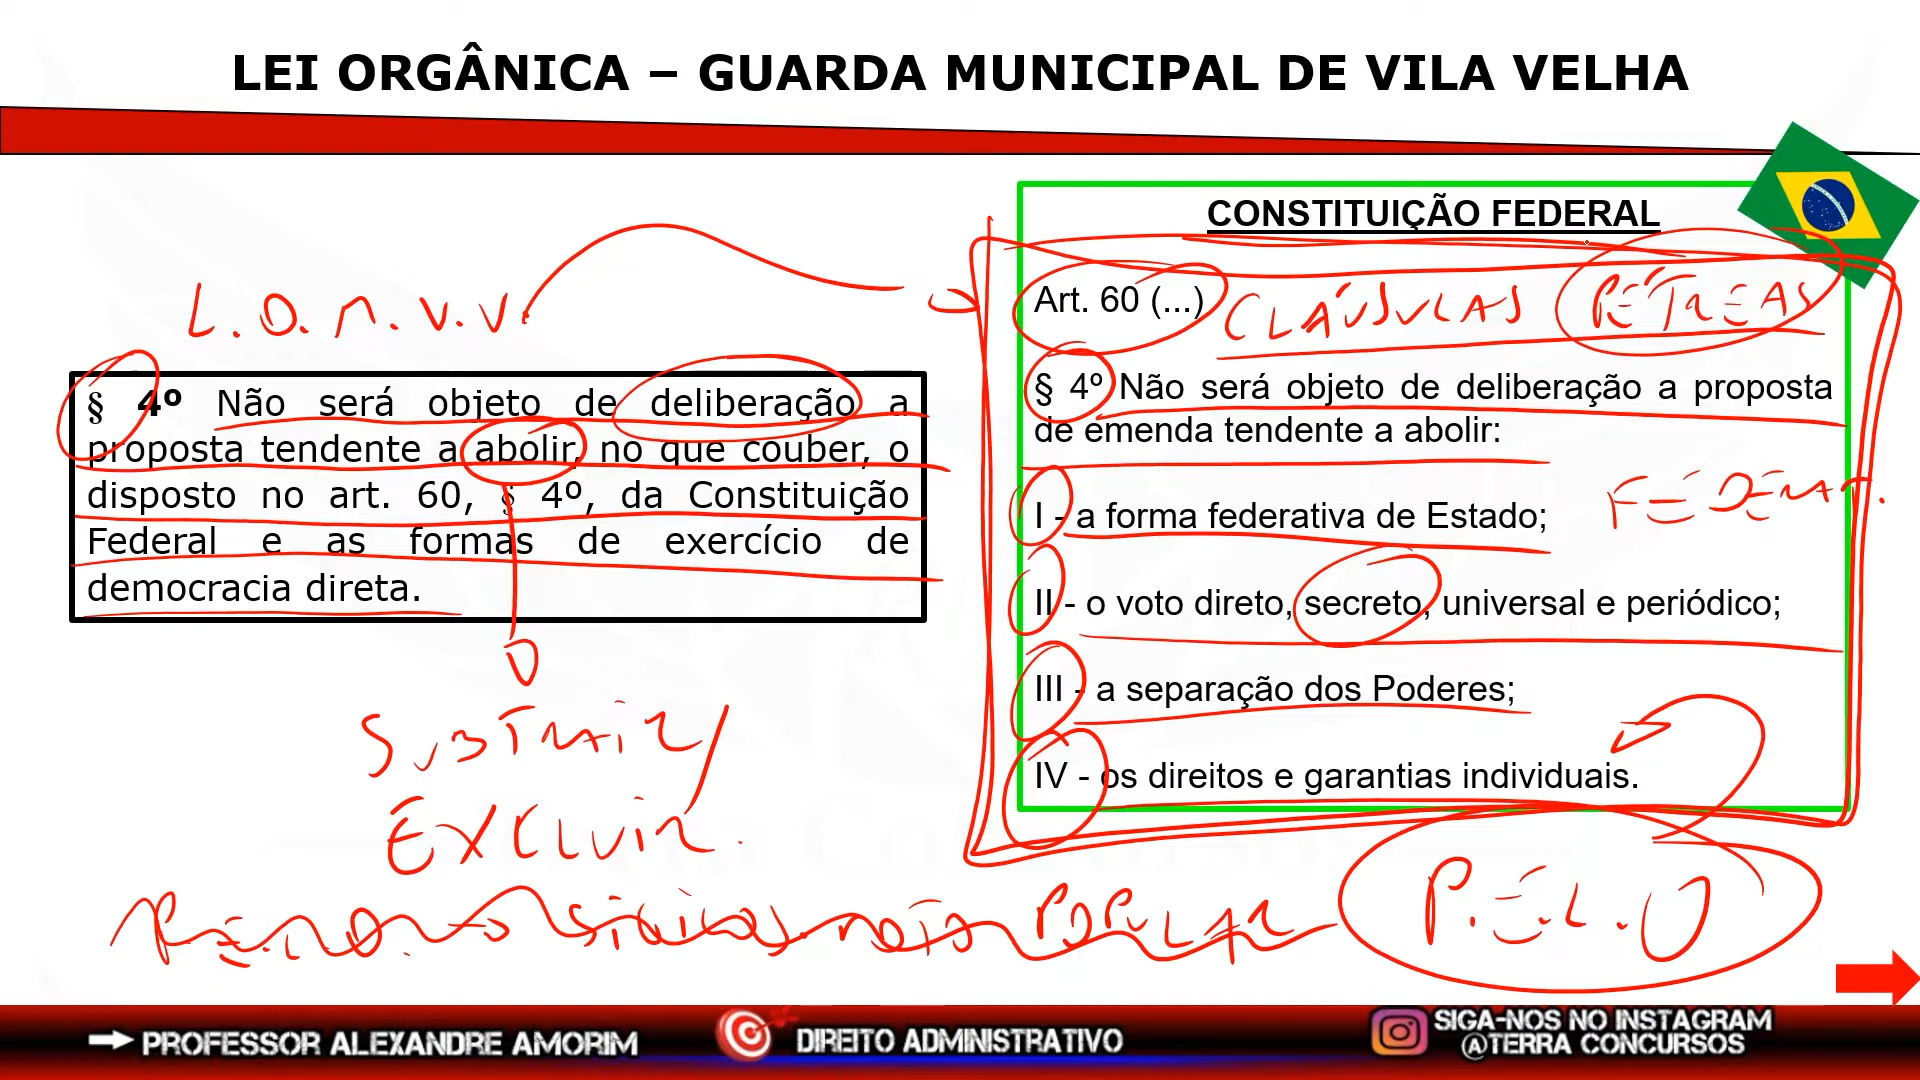 LEI ORGÂNICA – GUARDA MUNICIPAL DE VILA VELHA
L.O.M.V.V.
§ 4º Não será objeto de deliberação a
proposta tendente a abolir, no que couber, o
disposto no art. 60, § 4º, da Constituição
Federal e as formas de exercício de
democracia direta.
SUBTRAIR/
EXCLUIR.
CONSTITUIÇÃO FEDERAL
Art. 60 (...) CLÁUSULAS PÉTREAS
§ 4º Não será objeto de deliberação a proposta
de emenda tendente a abolir:
I - a forma federativa de Estado; FEDERAT.
II - o voto direto, secreto, universal e periódico;
III - a separação dos Poderes;
IV - os direitos e garantias individuais.
POPULAR
P.E.L.O
PROFESSOR ALEXANDRE AMORIM
DIREITO ADMINISTRATIVO
SIGA-NOS NO INSTAGRAM
@TERRA CONCURSOS